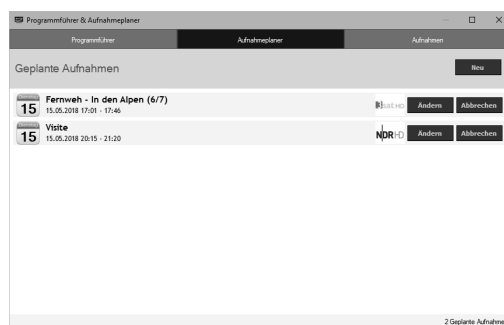 Programmführer & Aufnahmeplaner
Programmführer Aufnahmeplaner Aufnahmen
Geplante Aufnahmen Neu
15 Fernweh - In den Alpen (6/7)
15.05.2018 17:01 - 17:46
3sat HD Ändern Abbrechen
15 Visite
15.05.2018 20:15 - 21:20
NDR HD Ändern Abbrechen
2 Geplante Aufnahme